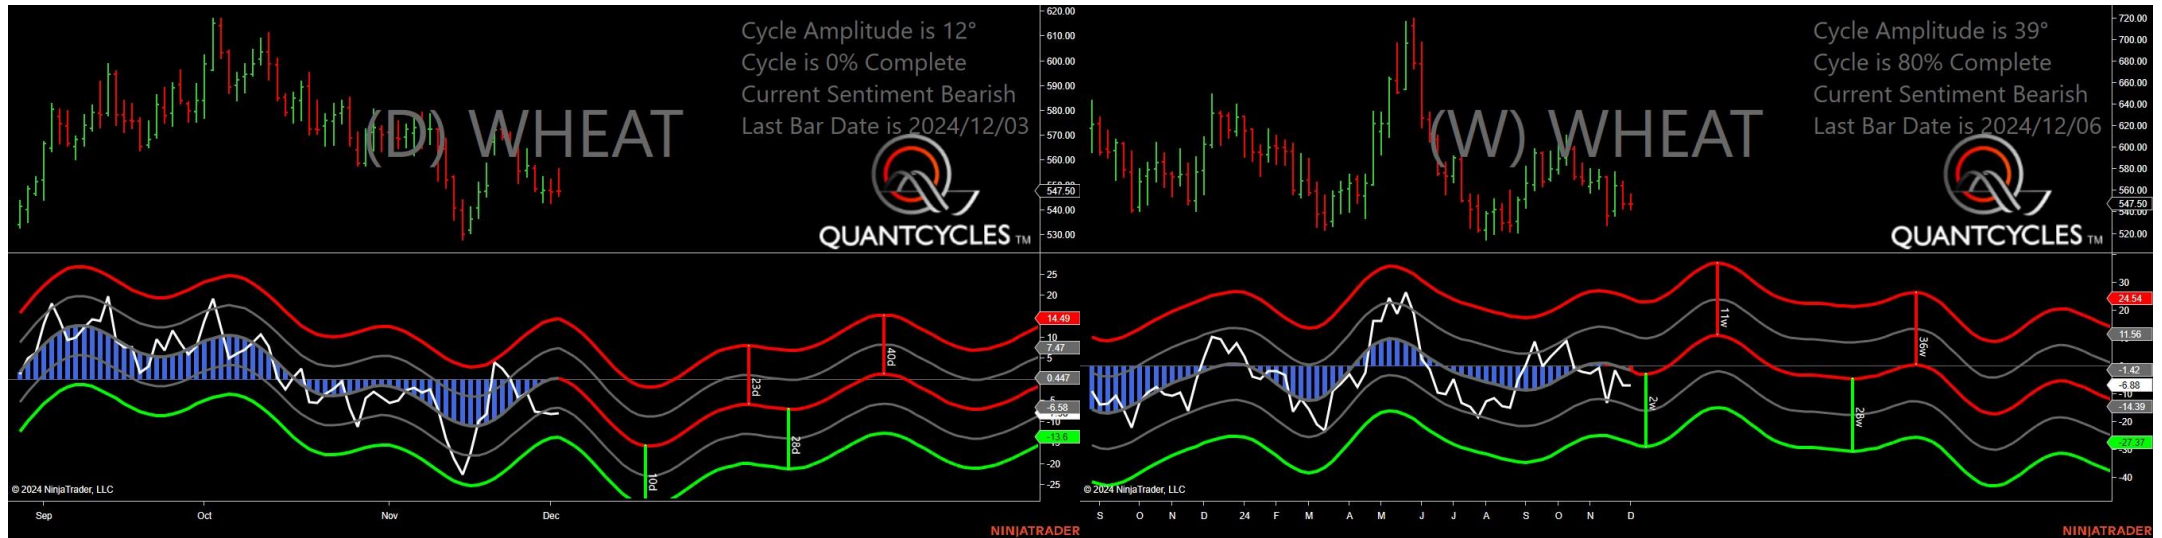 Cycle Amplitude is 12°
Cycle is 0% Complete
Current Sentiment Bearish
Last Bar Date is 2024/12/03
(D) WHEAT
QUANTCYCLES TM
620.00
610.00
600.00
590.00
580.00
570.00
560.00
547.50
540.00
530.00
25
20
14.49
10
7.47
5
0.447
-6.58
-10
-13.6
-20
-25
23d
40d
28d
10d
© 2024 NinjaTrader, LLC
Sep Oct Nov Dec
NINJATRADER
Cycle Amplitude is 39°
Cycle is 80% Complete
Current Sentiment Bearish
Last Bar Date is 2024/12/06
(W) WHEAT
QUANTCYCLES TM
720.00
700.00
680.00
660.00
640.00
620.00
600.00
580.00
560.00
547.50
540.00
520.00
30
24.54
20
11.56
-1.42
-6.88
-10
-14.39
-20
-27.37
-30
-40
11w
36w
2w
28w
© 2024 NinjaTrader, LLC
S O N D 24 F M A M J J A S O N D
NINJATRADER